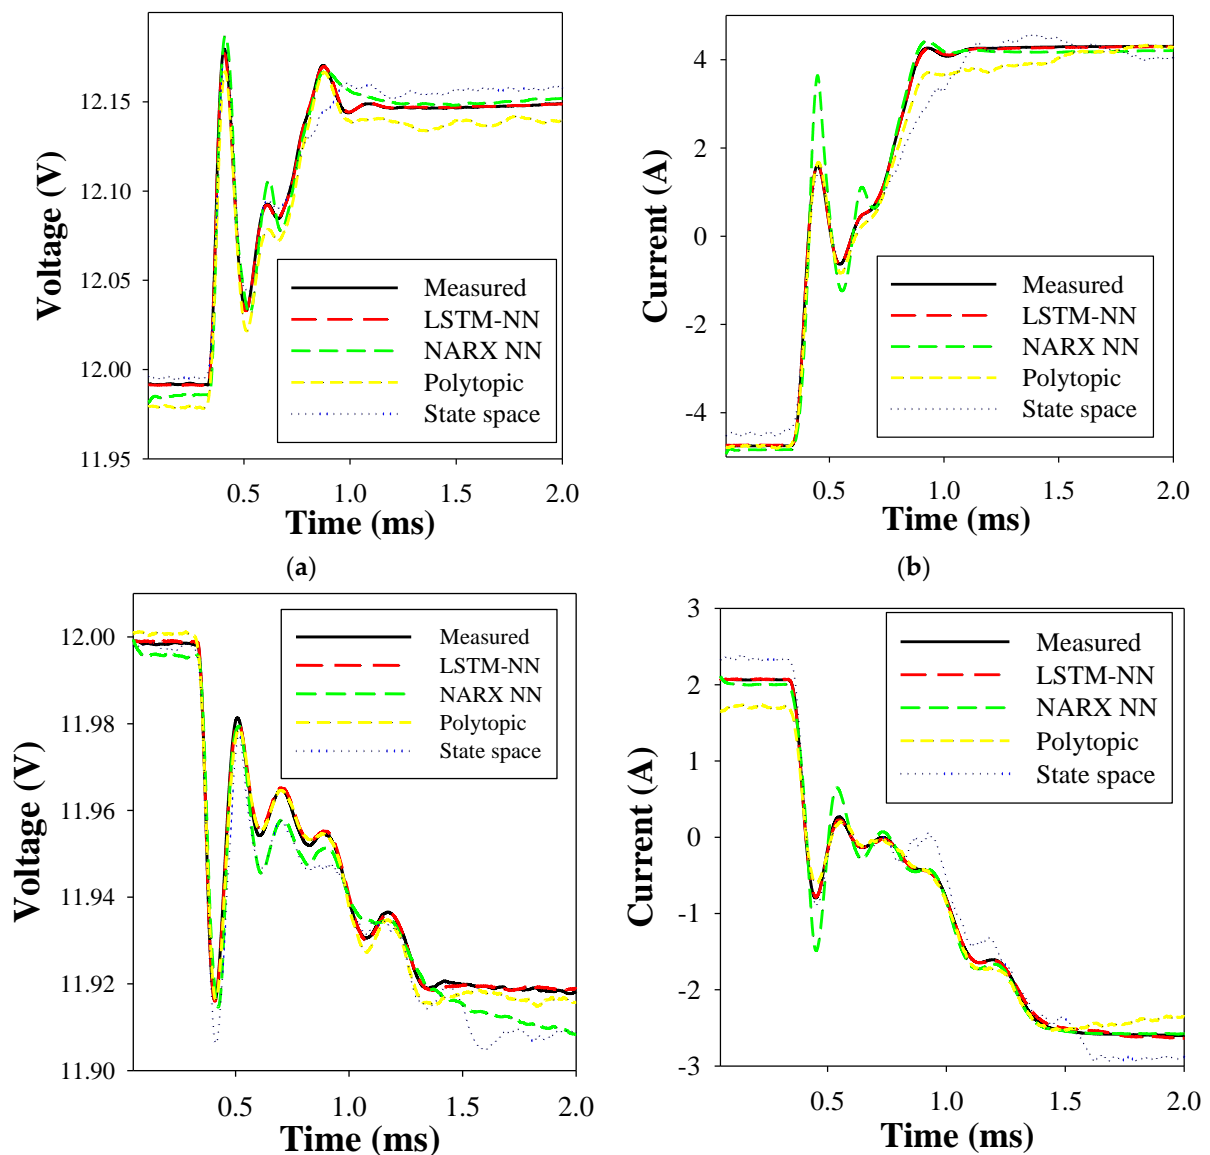 Voltage (V)
12.15
12.10
12.05
12.00
11.95
0.5 1.0 1.5 2.0
Time (ms)
Measured
LSTM-NN
NARX NN
Polytopic
State space
(a)
Current (A)
4
2
0
-2
-4
0.5 1.0 1.5 2.0
Time (ms)
Measured
LSTM-NN
NARX NN
Polytopic
State space
(b)
Voltage (V)
12.00
11.98
11.96
11.94
11.92
11.90
0.5 1.0 1.5 2.0
Time (ms)
Measured
LSTM-NN
NARX NN
Polytopic
State space
Current (A)
3
2
1
0
-1
-2
-3
0.5 1.0 1.5 2.0
Time (ms)
Measured
LSTM-NN
NARX NN
Polytopic
State space